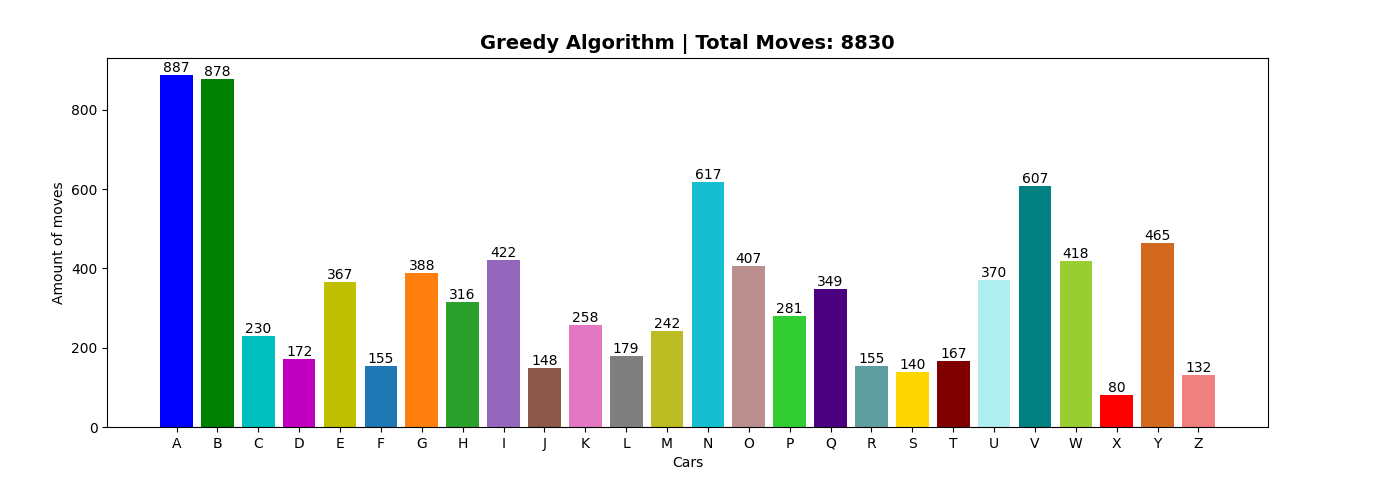 Greedy Algorithm | Total Moves: 8830
887 878 230 172 367 155 388 316 422 148 258 179 242 617 407 281 349 155 140 167 370 607 418 80 465 132
Amount of moves
800
600
400
200
0
A B C D E F G H I J K L M N O P Q R S T U V W X Y Z
Cars